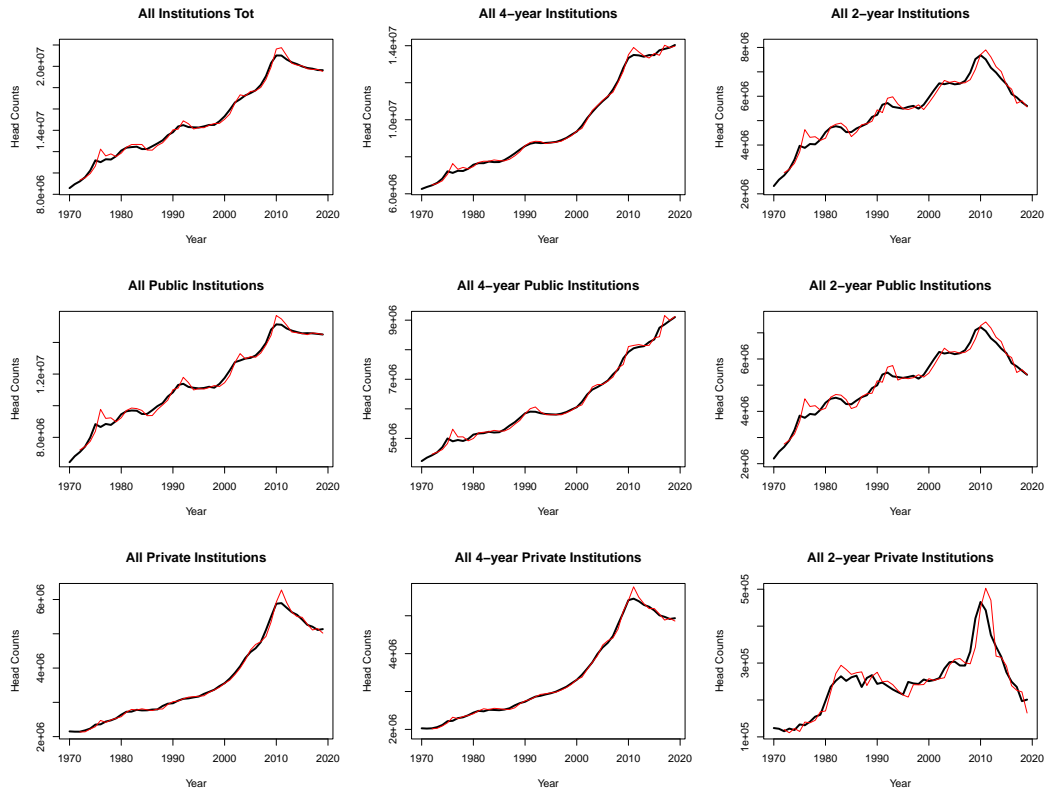 All Institutions Tot
All 4−year Institutions
All 2−year Institutions
Head Counts
8.0e+06
1.4e+07
2.0e+07
1970 1980 1990 2000 2010 2020
Year
Head Counts
6.0e+06
1.0e+07
1.4e+07
1970 1980 1990 2000 2010 2020
Year
Head Counts
2e+06
4e+06
6e+06
8e+06
1970 1980 1990 2000 2010 2020
Year
All Public Institutions
All 4−year Public Institutions
All 2−year Public Institutions
Head Counts
8.0e+06
1.2e+07
1970 1980 1990 2000 2010 2020
Year
Head Counts
5e+06
7e+06
9e+06
1970 1980 1990 2000 2010 2020
Year
Head Counts
2e+06
4e+06
6e+06
1970 1980 1990 2000 2010 2020
Year
All Private Institutions
All 4−year Private Institutions
All 2−year Private Institutions
Head Counts
2e+06
4e+06
6e+06
1970 1980 1990 2000 2010 2020
Year
Head Counts
2e+06
4e+06
1970 1980 1990 2000 2010 2020
Year
Head Counts
1e+05
3e+05
5e+05
1970 1980 1990 2000 2010 2020
Year